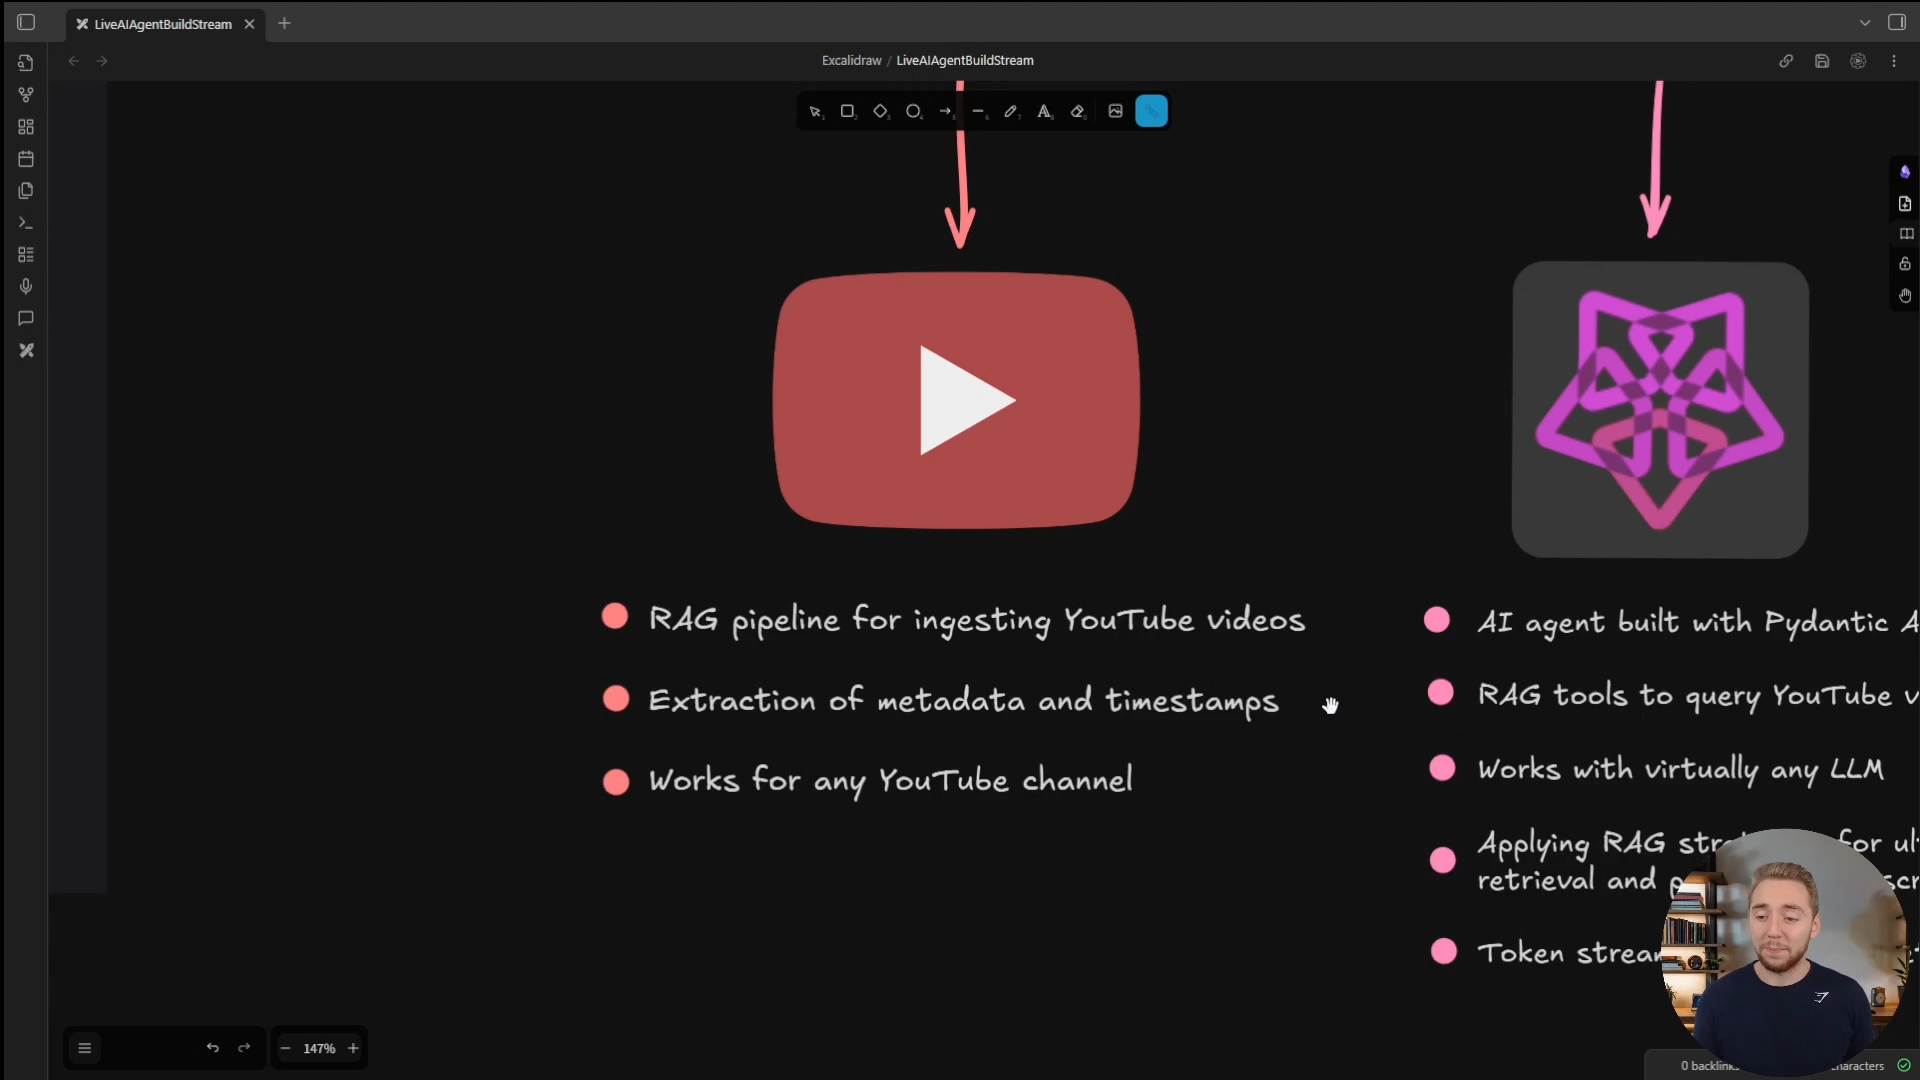 LiveAIAgentBuildStream
Excalidraw / LiveAIAgentBuildStream
RAG pipeline for ingesting YouTube videos
Extraction of metadata and timestamps
Works for any YouTube channel
AI agent built with Pydantic A
RAG tools to query YouTube v
Works with virtually any LLM
Applying RAG for
retrieval and
Token
147%
0